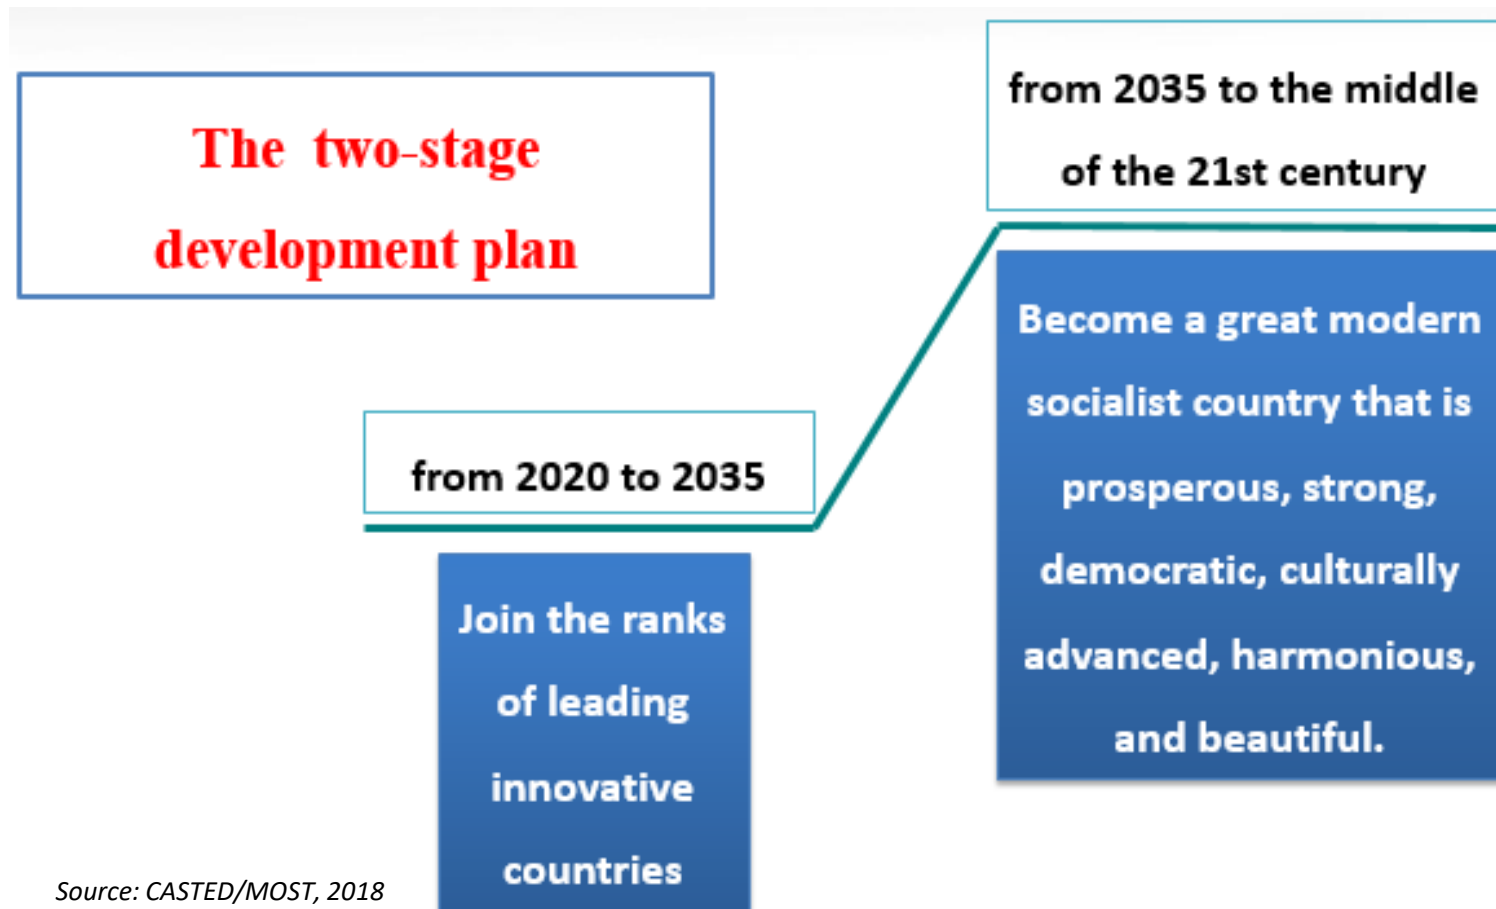 The two-stage
development plan
from 2035 to the middle
of the 21st century
Become a great modern
socialist country that is
prosperous, strong,
democratic, culturally
advanced, harmonious,
and beautiful.
from 2020 to 2035
Join the ranks
of leading
innovative
countries
Source: CASTED/MOST, 2018